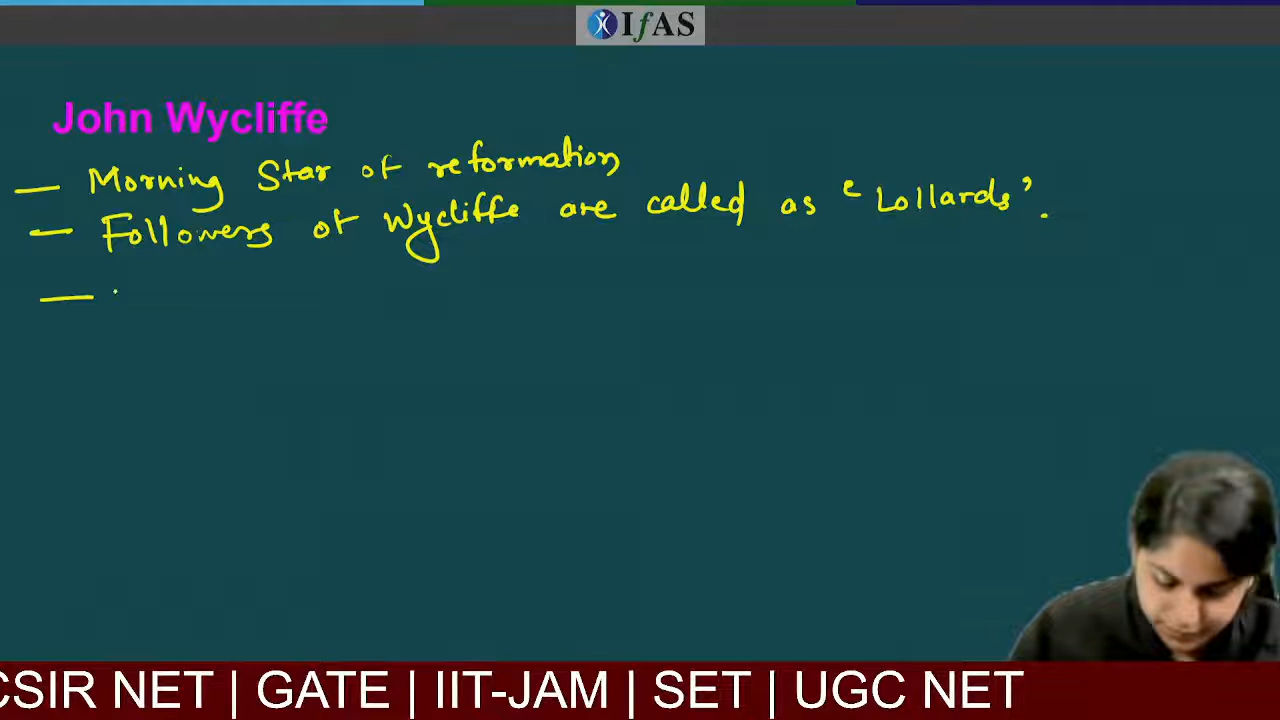 IfAS
John Wycliffe
— Morning Star of reformation
— Followers of Wycliffe are called as ‘Lollards’.
—
CSIR NET | GATE | IIT-JAM | SET | UGC NET